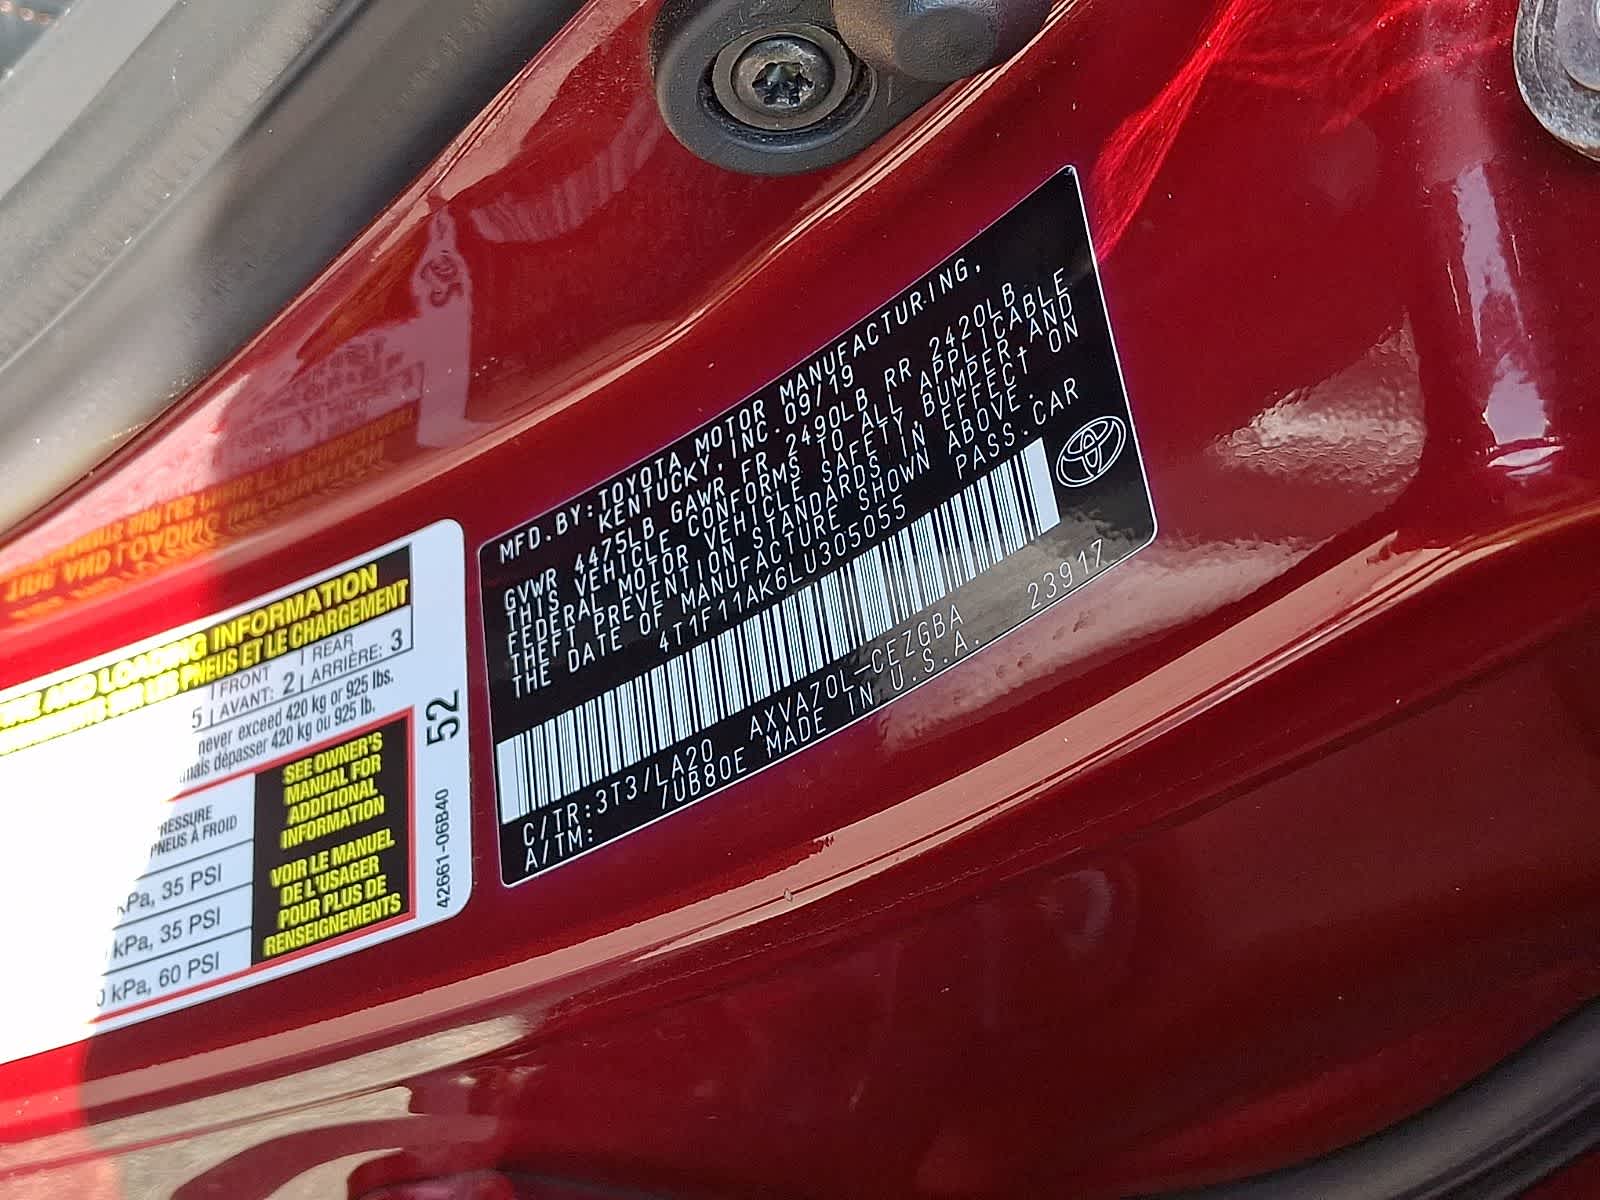 MFD.BY: TOYOTA MOTOR MANUFACTURING,
KENTUCKY, INC. 09/19
GVWR 4475LB GAWR FR 2490LB RR 2420LB
THIS VEHICLE CONFORMS TO ALL APPLICABLE
FEDERAL MOTOR VEHICLE SAFETY, BUMPER, AND
THEFT PREVENTION STANDARDS IN EFFECT ON
THE DATE OF MANUFACTURE SHOWN ABOVE.
4T1F11AK6LU305055 PASS.CAR
C/TR:3T3/LA20 AXVA70L-CEZGBA 23917
A/TM: 7UB80E MADE IN U.S.A.
AND LOADING INFORMATION
SUR LES PNEUS ET LE CHARGEMENT
FRONT REAR
5 AVANT: 2 ARRIÈRE: 3
never exceed 420 kg or 925 lbs.
dépasser 420 kg ou 925 lb.
PNEUS À FROID
kPa, 35 PSI
kPa, 35 PSI
kPa, 60 PSI
SEE OWNER'S
MANUAL FOR
ADDITIONAL
INFORMATION
VOIR LE MANUEL
DE L'USAGER
POUR PLUS DE
RENSEIGNEMENTS
52
42661-06B40